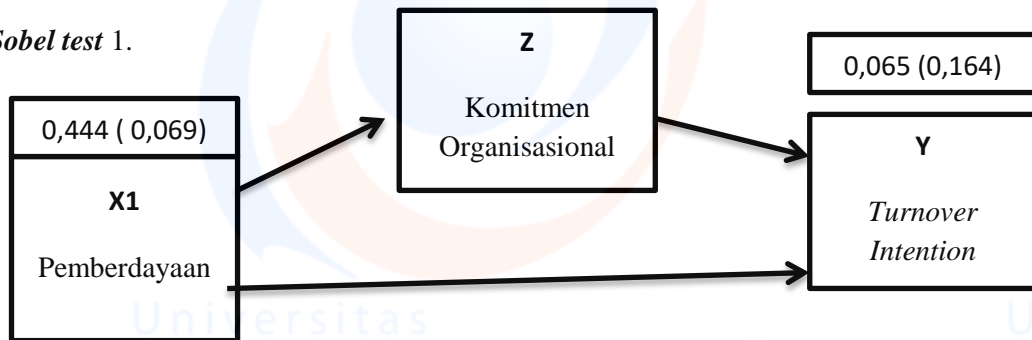 Sobel test 1.
Z
Komitmen
Organisasional
0,065 (0,164)
0,444 ( 0,069)
X1
Pemberdayaan
Y
Turnover
Intention
Universitas
U